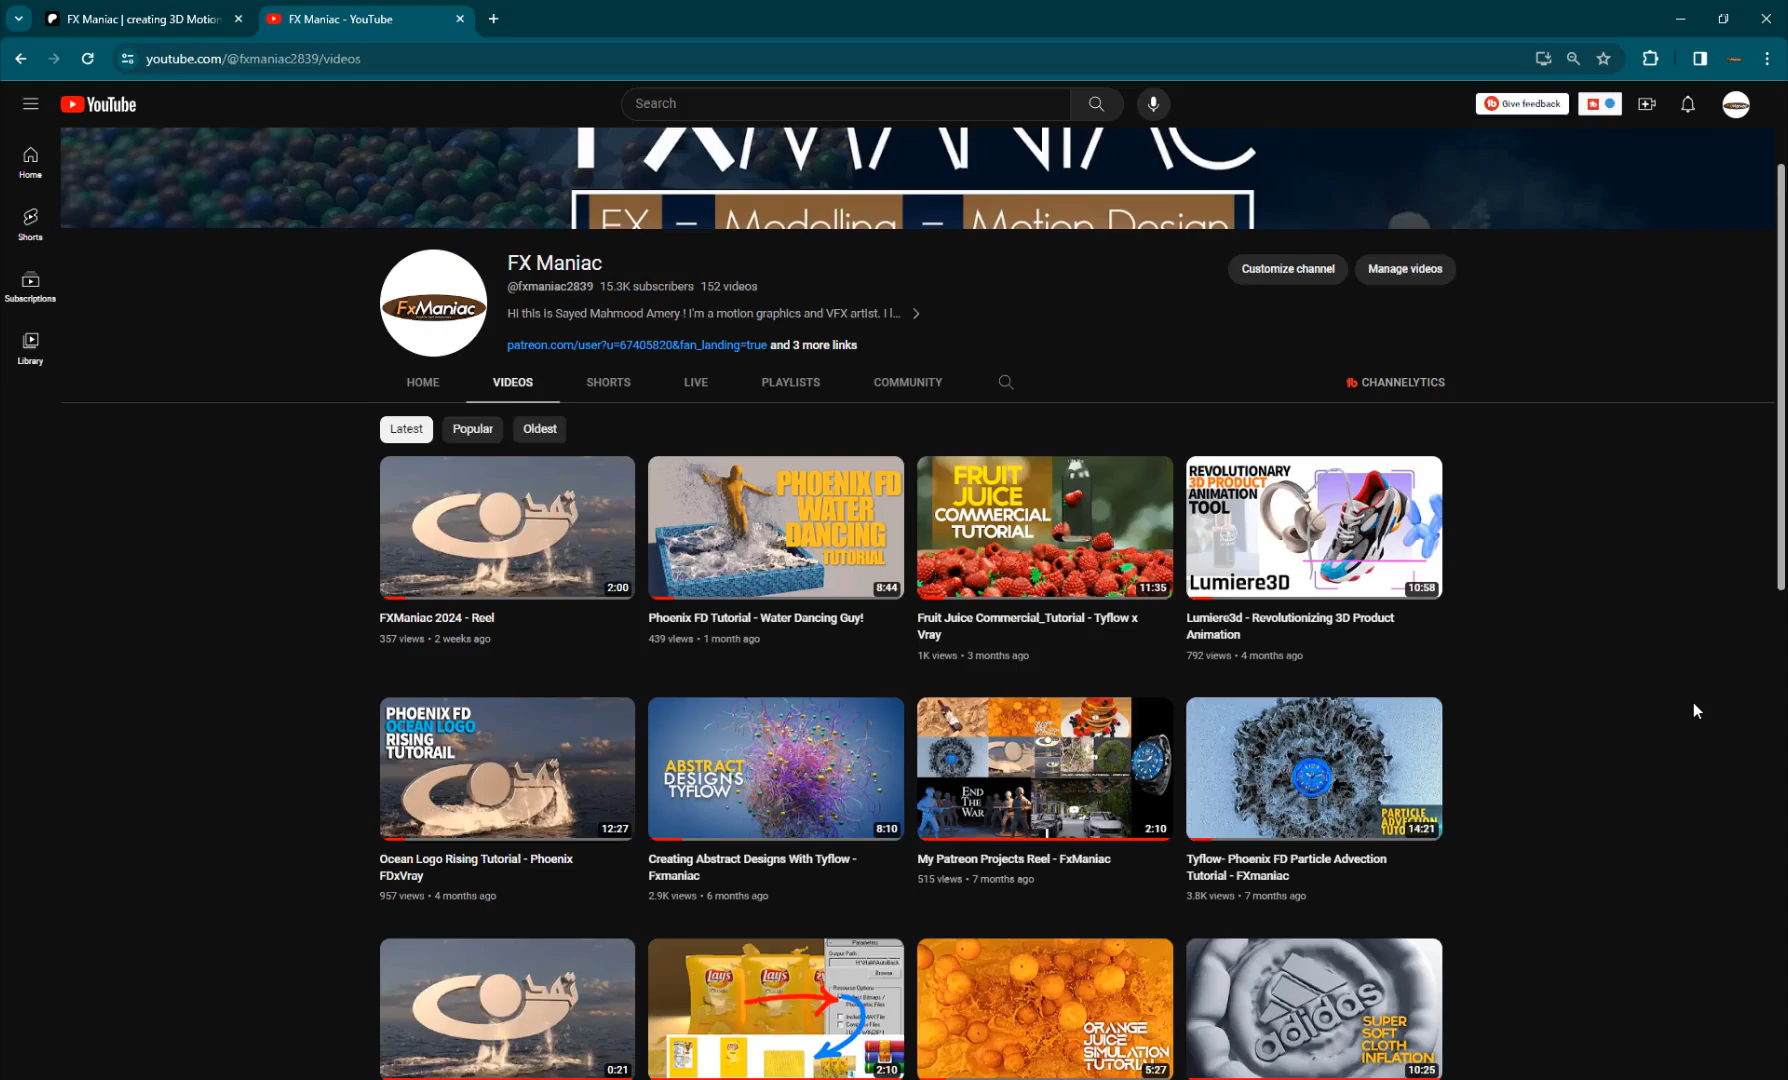 FX Maniac | creating 3D Motion
FX Maniac - YouTube
youtube.com/@fxmaniac2839/videos
YouTube
Search
Give feedback
FXMANIAC
FX - Modelling - Motion Design
Home
Shorts
Subscriptions
Library
FxManiac
FX Maniac
@fxmaniac2839 15.3K subscribers 152 videos
Hi this is Sayed Mahmood Amery ! I'm a motion graphics and VFX artist. I l...
patreon.com/user?u=67405820&fan_landing=true and 3 more links
Customize channel
Manage videos
HOME
VIDEOS
SHORTS
LIVE
PLAYLISTS
COMMUNITY
CHANNELYTICS
Latest
Popular
Oldest
2:00
FXManiac 2024 - Reel
357 views • 2 weeks ago
PHOENIX FD
WATER
DANCING
TUTORIAL
8:44
Phoenix FD Tutorial - Water Dancing Guy!
439 views • 1 month ago
FRUIT
JUICE
COMMERCIAL
TUTORIAL
11:35
Fruit Juice Commercial_Tutorial - Tyflow x
Vray
1K views • 3 months ago
REVOLUTIONARY
3D PRODUCT
ANIMATION
TOOL
Lumiere3D
10:58
Lumiere3d - Revolutionizing 3D Product
Animation
792 views • 4 months ago
PHOENIX FD
OCEAN LOGO
RISING
TUTORAIL
12:27
Ocean Logo Rising Tutorial - Phoenix
FDxVray
957 views • 4 months ago
ABSTRACT
DESIGNS
TYFLOW
8:10
Creating Abstract Designs With Tyflow -
Fxmaniac
2.9K views • 6 months ago
END
THE
WAR
2:10
My Patreon Projects Reel - FxManiac
515 views • 7 months ago
PARTICLE
ADVECTION
14:21
Tyflow- Phoenix FD Particle Advection
Tutorial - FXmaniac
3.8K views • 7 months ago
0:21
Lay's
Lay's
Parameters
Output Path:
Browse
Resource Options
2:10
ORANGE
JUICE
SIMULATION
TUTORIAL
5:27
adidas
SUPER
SOFT
CLOTH
INFLATION
10:25